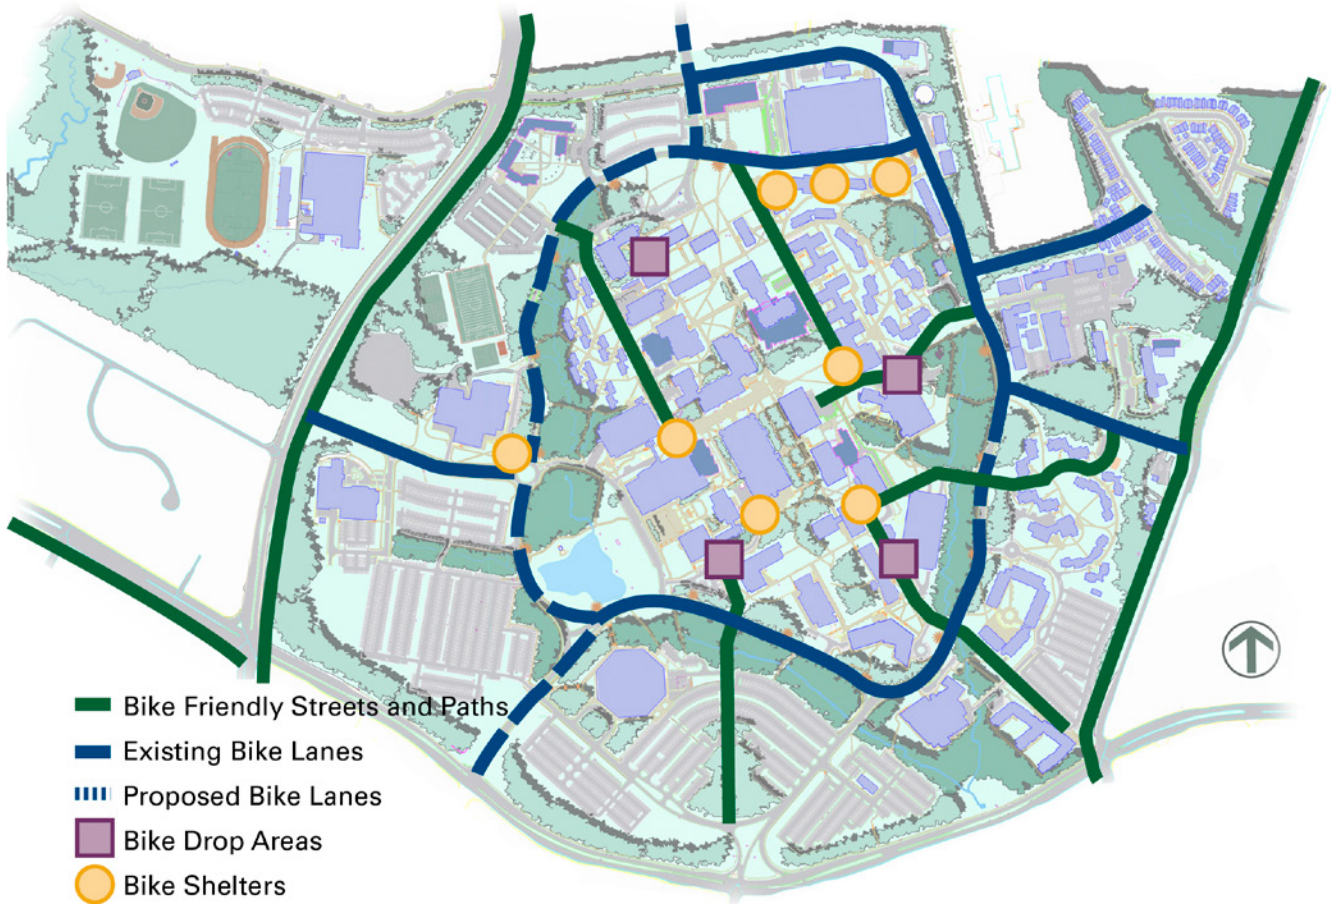 Bike Friendly Streets and Paths
Existing Bike Lanes
Proposed Bike Lanes
Bike Drop Areas
Bike Shelters